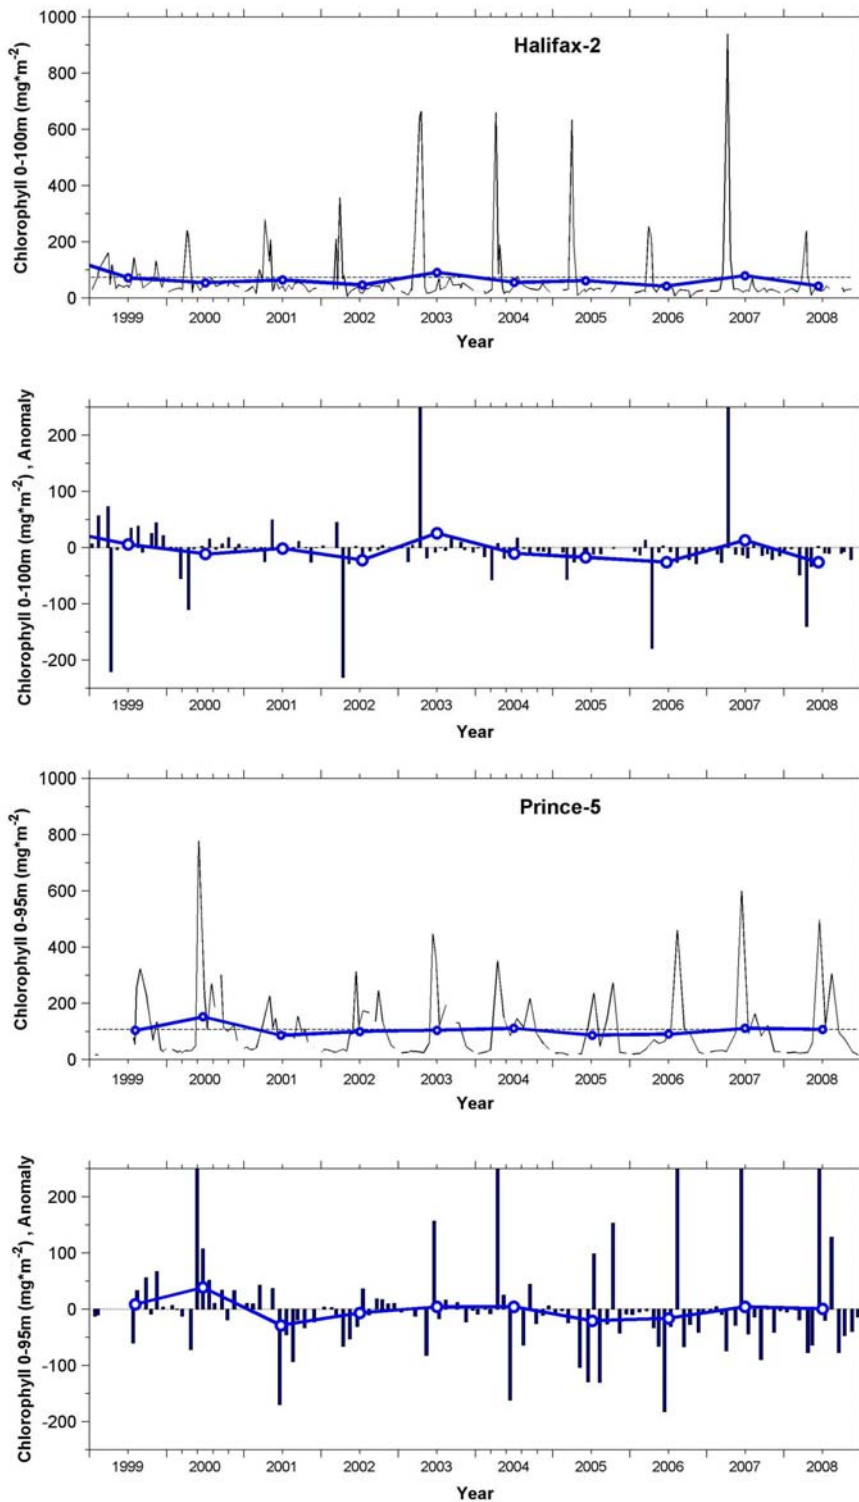 Halifax-2
Chlorophyll 0-100m (mg*m-2)
1000
800
600
400
200
0
1999 2000 2001 2002 2003 2004 2005 2006 2007 2008
Year
Chlorophyll 0-100m (mg*m-2) , Anomaly
200
100
0
-100
-200
1999 2000 2001 2002 2003 2004 2005 2006 2007 2008
Year
Prince-5
Chlorophyll 0-95m (mg*m-2)
1000
800
600
400
200
0
1999 2000 2001 2002 2003 2004 2005 2006 2007 2008
Year
Chlorophyll 0-95m (mg*m-2) , Anomaly
200
100
0
-100
-200
1999 2000 2001 2002 2003 2004 2005 2006 2007 2008
Year